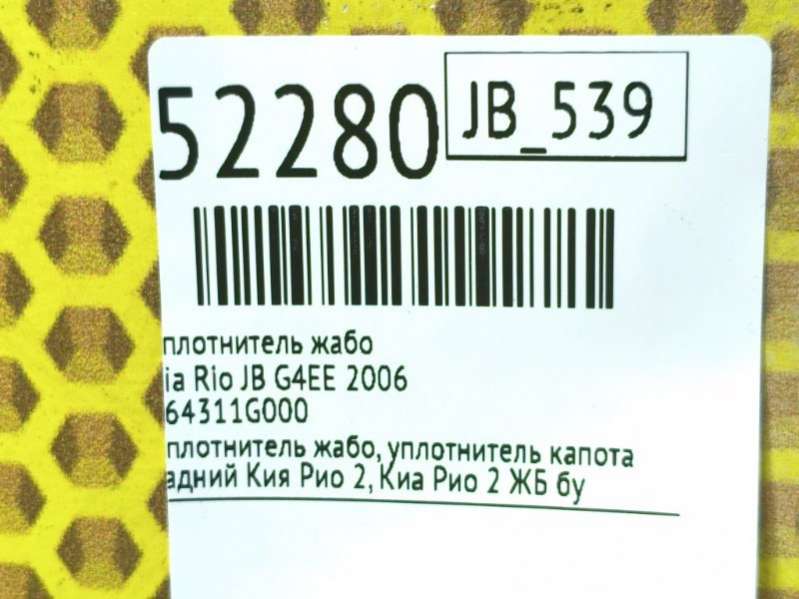 52280
JB_539
плотнитель жабо
ia Rio JB G4EE 2006
64311G000
плотнитель жабо, уплотнитель капота
адний Кия Рио 2, Киа Рио 2 ЖБ бу